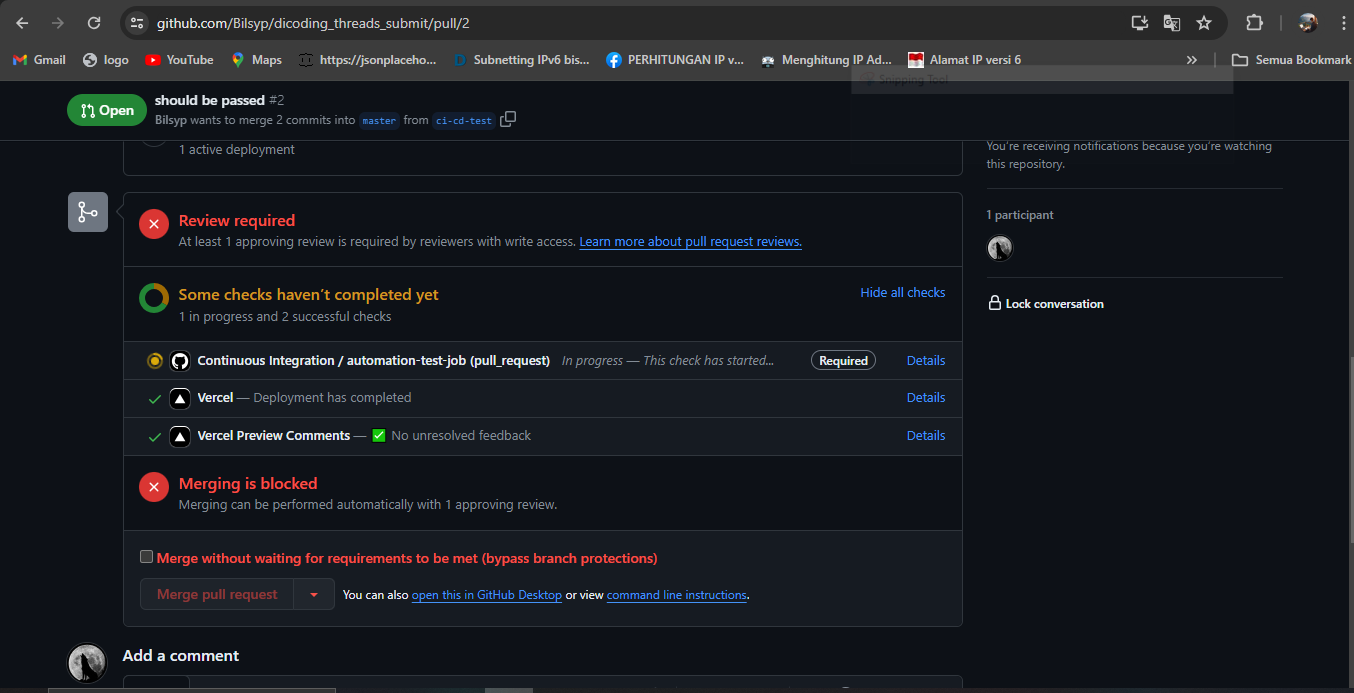 github.com/Bilsyp/dicoding_threads_submit/pull/2
Gmail logo YouTube Maps https://jsonplaceho... Subnetting IPv6 bis... PERHITUNGAN IP v... Menghitung IP Ad... Alamat IP versi 6 » Semua Bookmark
Snipping Tool
Open should be passed #2
Bilsyp wants to merge 2 commits into master from ci-cd-test
1 active deployment
You're receiving notifications because you're watching
this repository.
Review required
At least 1 approving review is required by reviewers with write access. Learn more about pull request reviews.
1 participant
Some checks haven't completed yet Hide all checks
1 in progress and 2 successful checks
Lock conversation
Continuous Integration / automation-test-job (pull_request) In progress — This check has started... Required Details
Vercel — Deployment has completed Details
Vercel Preview Comments — ✅ No unresolved feedback Details
Merging is blocked
Merging can be performed automatically with 1 approving review.
Merge without waiting for requirements to be met (bypass branch protections)
Merge pull request You can also open this in GitHub Desktop or view command line instructions.
Add a comment